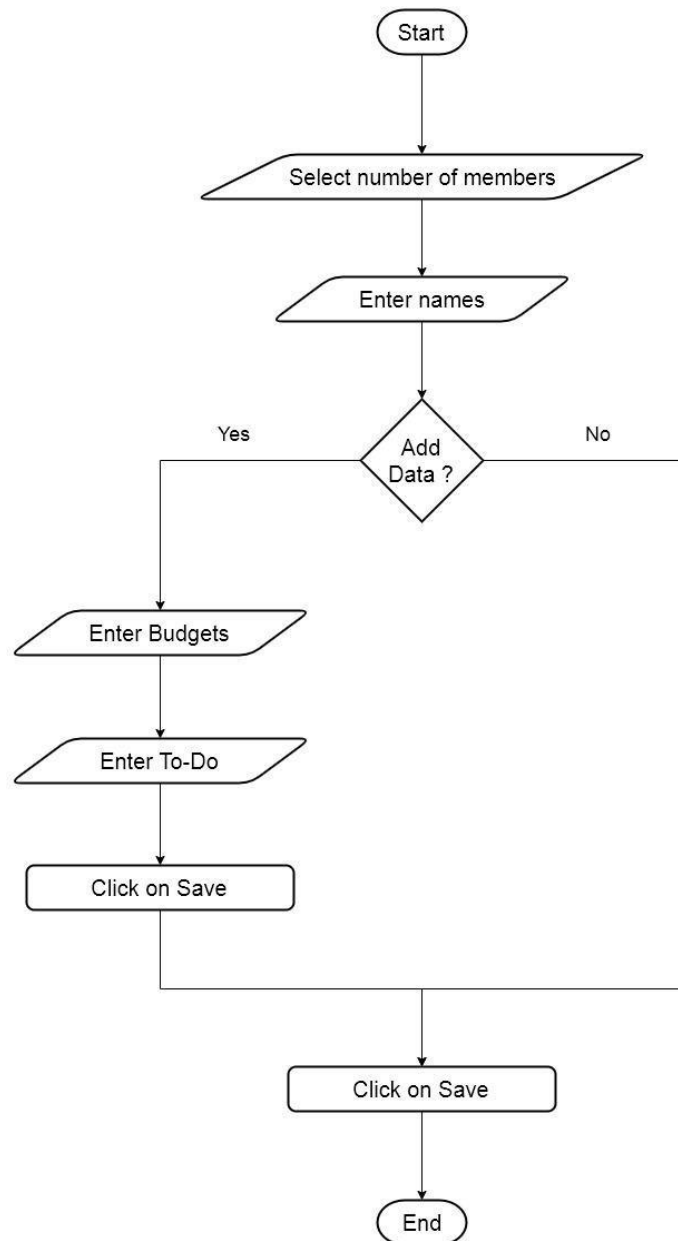 Start
Select number of members
Enter names
Yes
Add
Data ?
No
Enter Budgets
Enter To-Do
Click on Save
Click on Save
End